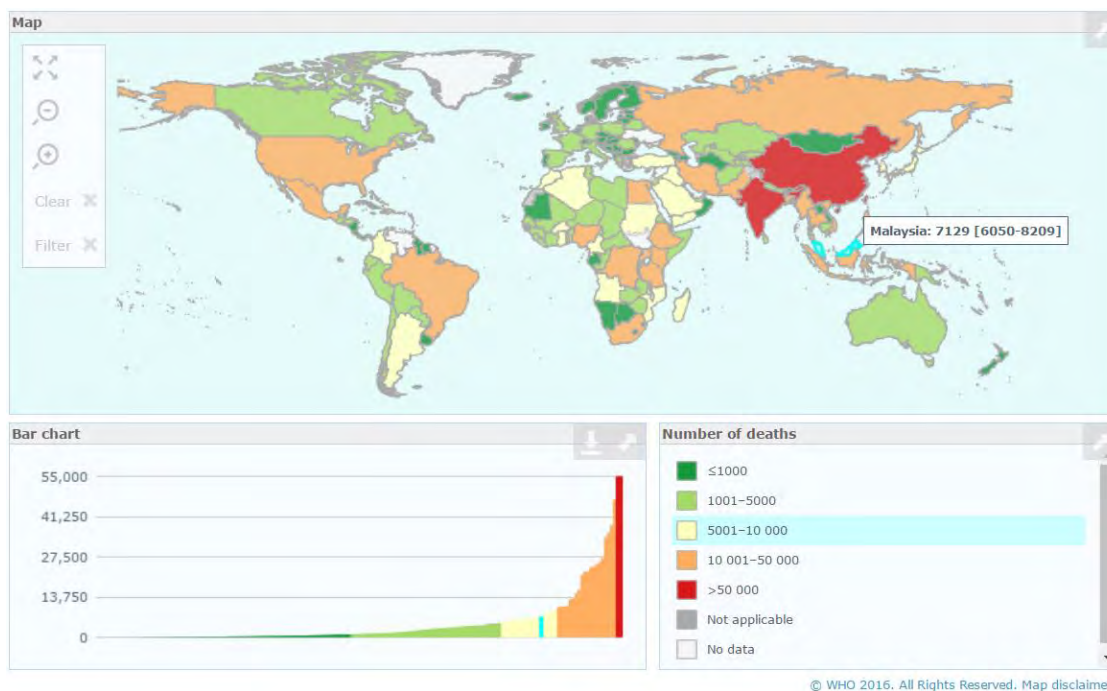 Map
Clear ✕
Filter ✕
Malaysia: 7129 [6050-8209]
Bar chart
55,000
41,250
27,500
13,750
0
Number of deaths
≤1000
1001–5000
5001–10 000
10 001–50 000
>50 000
Not applicable
No data
© WHO 2016. All Rights Reserved. Map disclaime